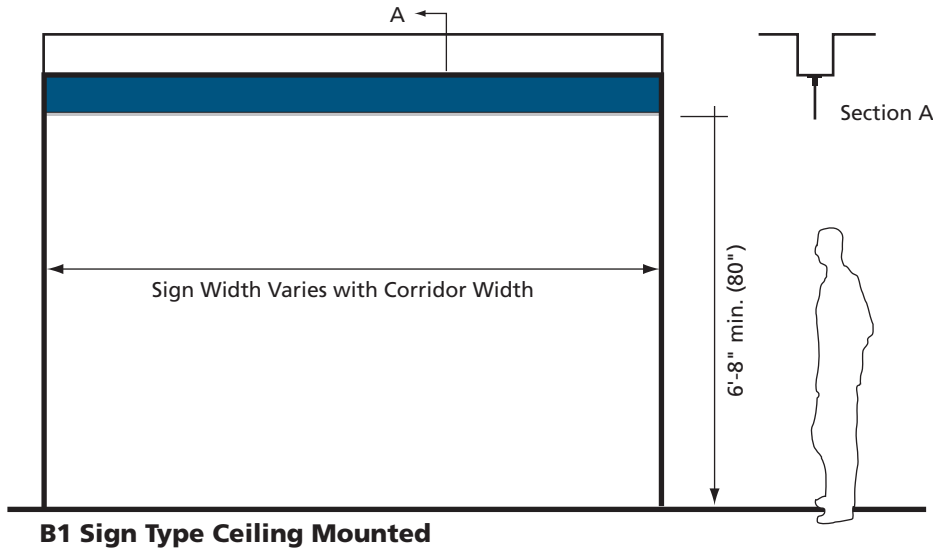 A
Section A
Sign Width Varies with Corridor Width
6'-8" min. (80")
B1 Sign Type Ceiling Mounted